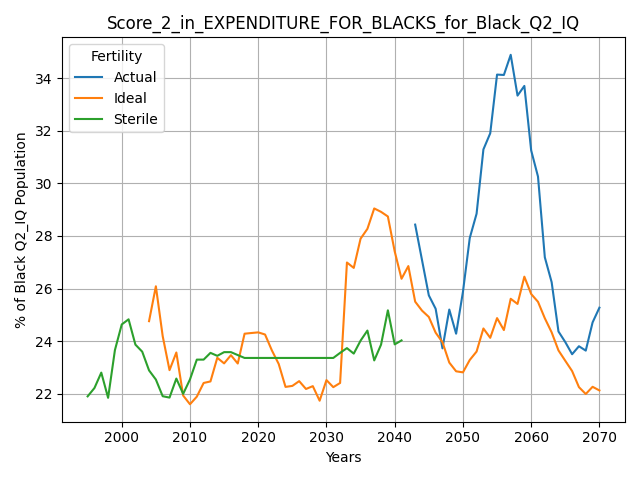 Score_2_in_EXPENDITURE_FOR_BLACKS_for_Black_Q2_IQ
Fertility
Actual
Ideal
Sterile
% of Black Q2_IQ Population
34
32
30
28
26
24
22
2000 2010 2020 2030 2040 2050 2060 2070
Years